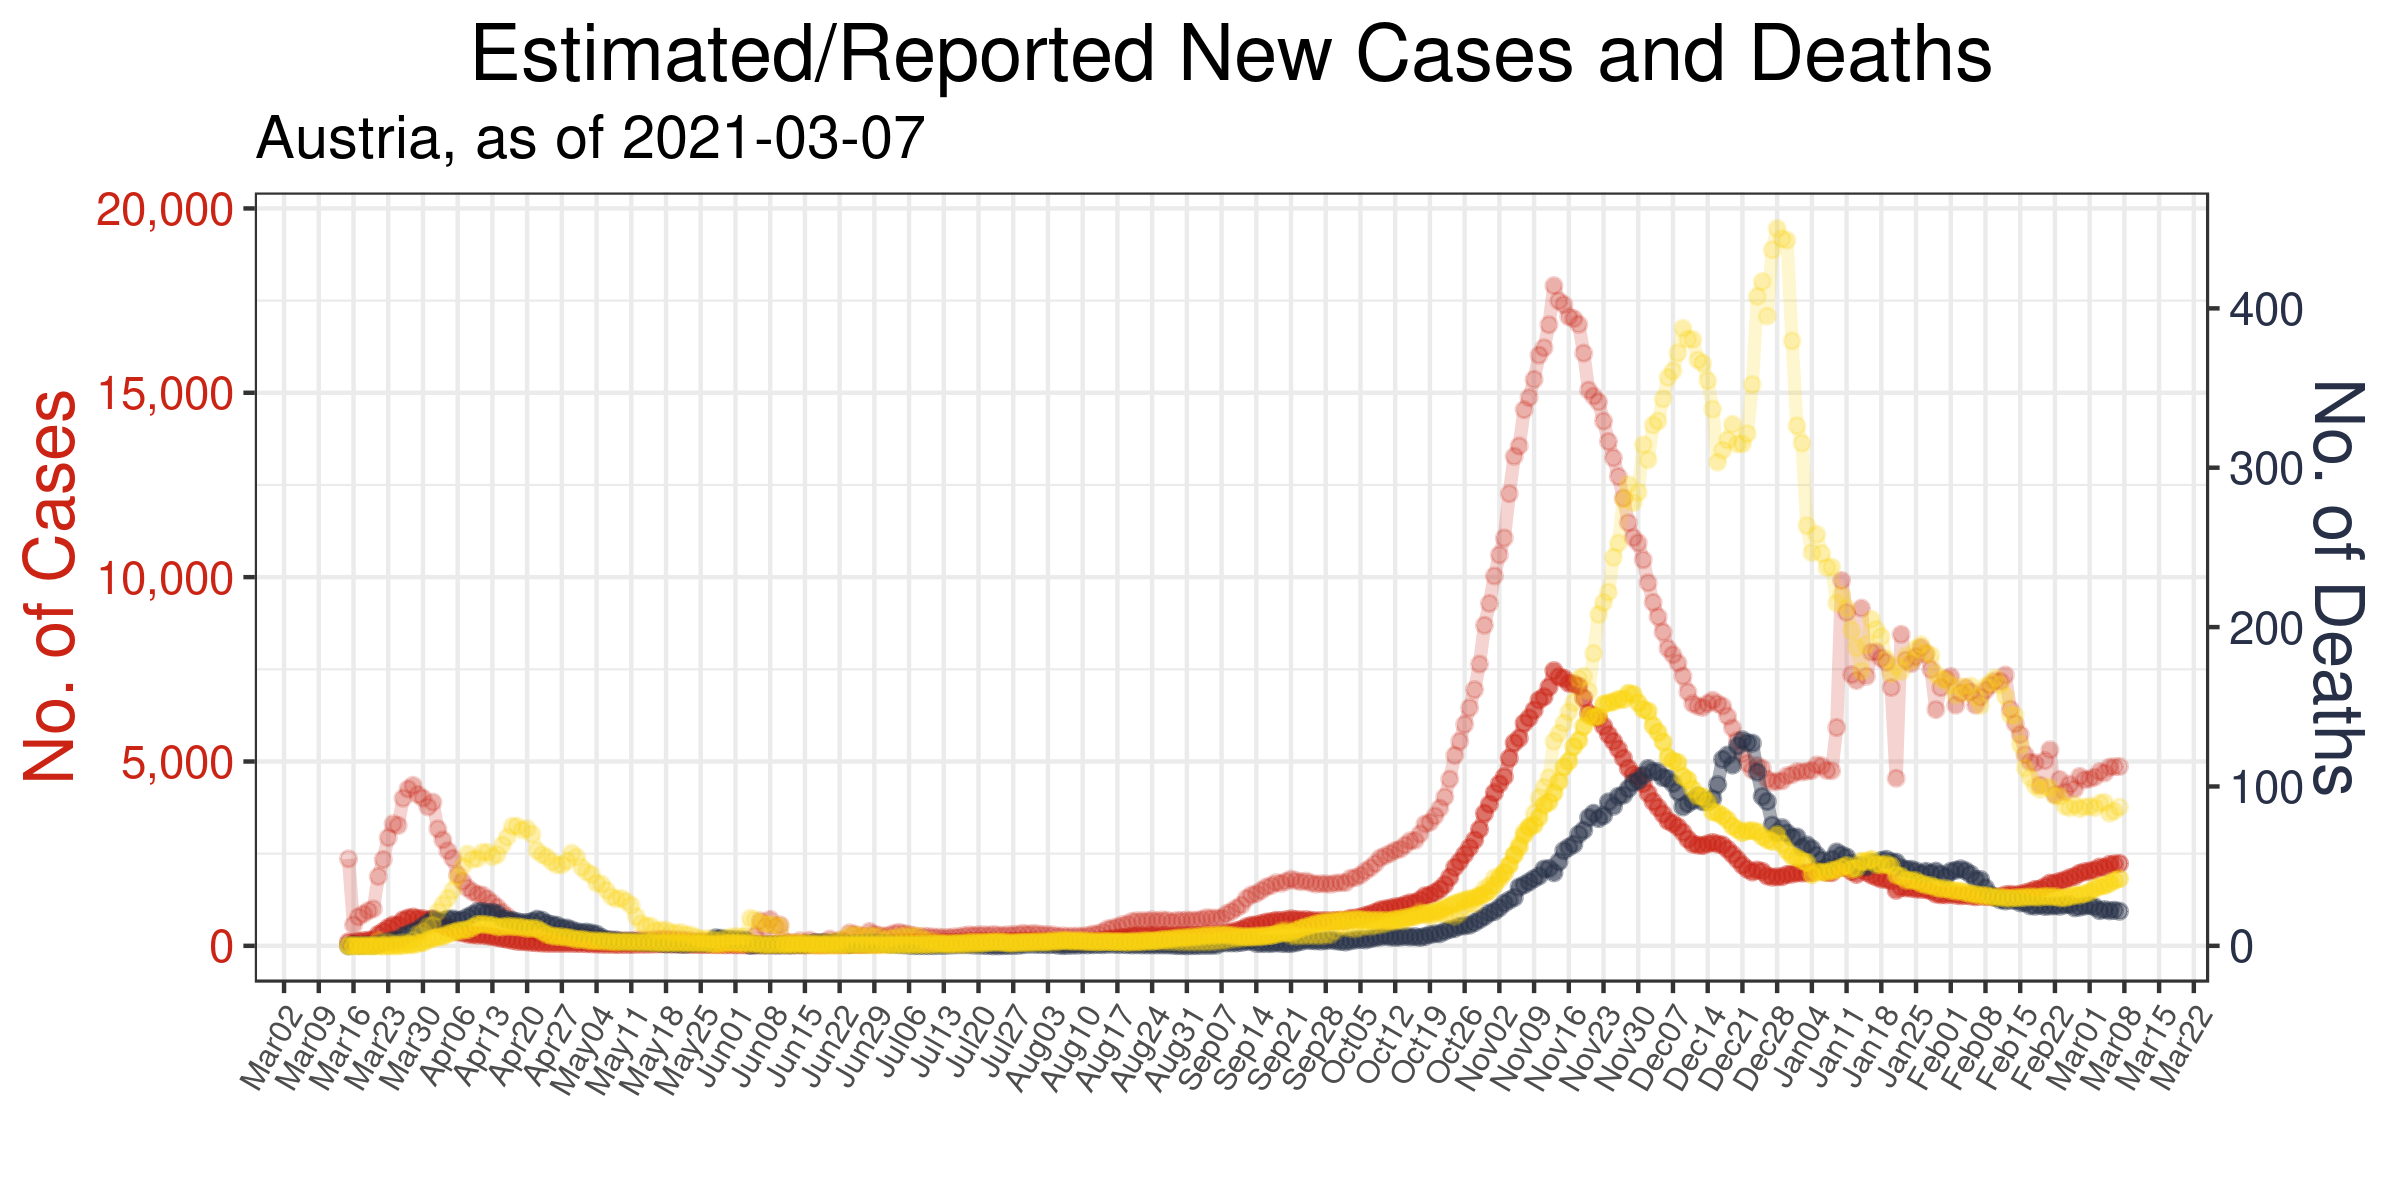 Estimated/Reported New Cases and Deaths
Austria, as of 2021-03-07
No. of Cases
20,000
15,000
10,000
5,000
0
400
300
200
100
0
No. of Deaths
Mar02 Mar09 Mar16 Mar23 Mar30 Apr06 Apr13 Apr20 Apr27 May04 May11 May18 May25 Jun01 Jun08 Jun15 Jun22 Jun29 Jul06 Jul13 Jul20 Jul27 Aug03 Aug10 Aug17 Aug24 Aug31 Sep07 Sep14 Sep21 Sep28 Oct05 Oct12 Oct19 Oct26 Nov02 Nov09 Nov16 Nov23 Nov30 Dec07 Dec14 Dec21 Dec28 Dec04 Jan11 Jan18 Jan25 Jan25 Feb01 Feb08 Feb15 Feb22 Mar01 Mar08 Mar15 Mar22